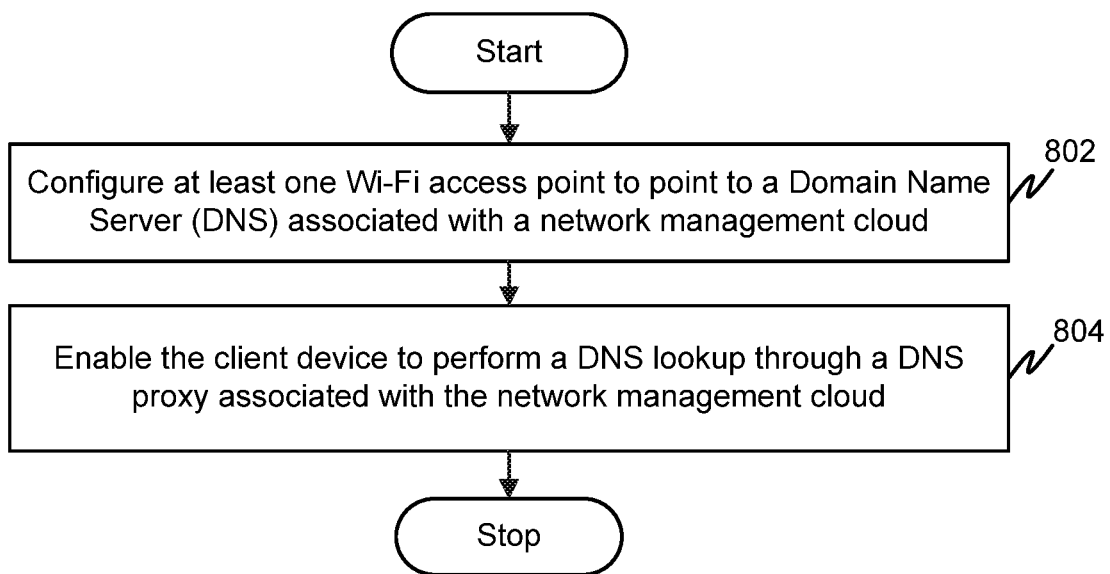 Start
802
Configure at least one Wi-Fi access point to point to a Domain Name
Server (DNS) associated with a network management cloud
804
Enable the client device to perform a DNS lookup through a DNS
proxy associated with the network management cloud
Stop